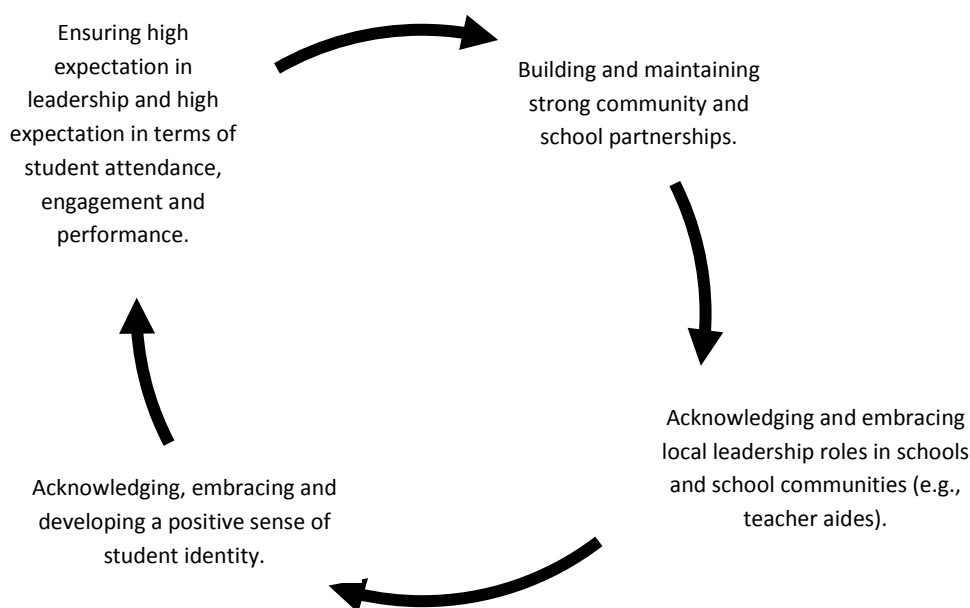 Ensuring high
expectation in
leadership and high
expectation in terms of
student attendance,
engagement and
performance.
Building and maintaining
strong community and
school partnerships.
Acknowledging and embracing
local leadership roles in schools
and school communities (e.g.,
teacher aides).
Acknowledging, embracing and
developing a positive sense of
student identity.